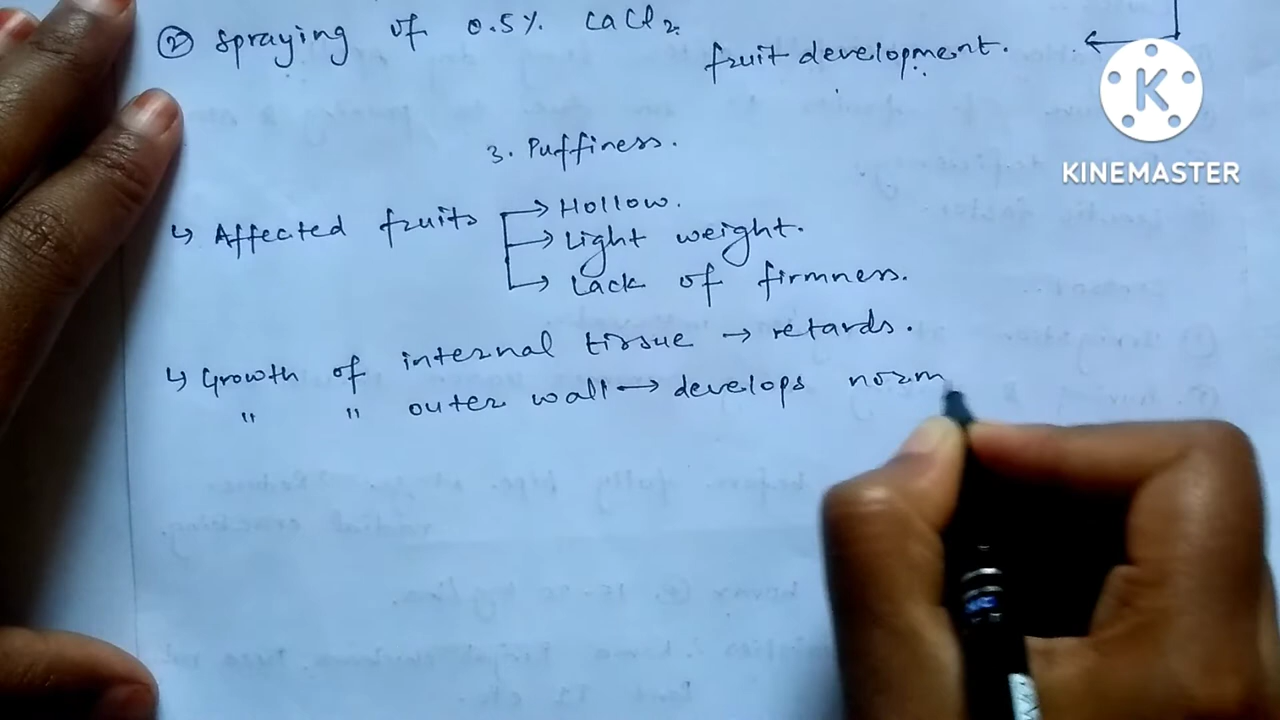 ② Spraying of 0.5% CaCl2.
fruit development.
K
KINEMASTER
3. Puffiness.
↳ Affected fruits → Hollow.
→ Light weight.
→ Lack of firmness.
↳ Growth of internal tissue → retards.
" " outer wall → develops norm